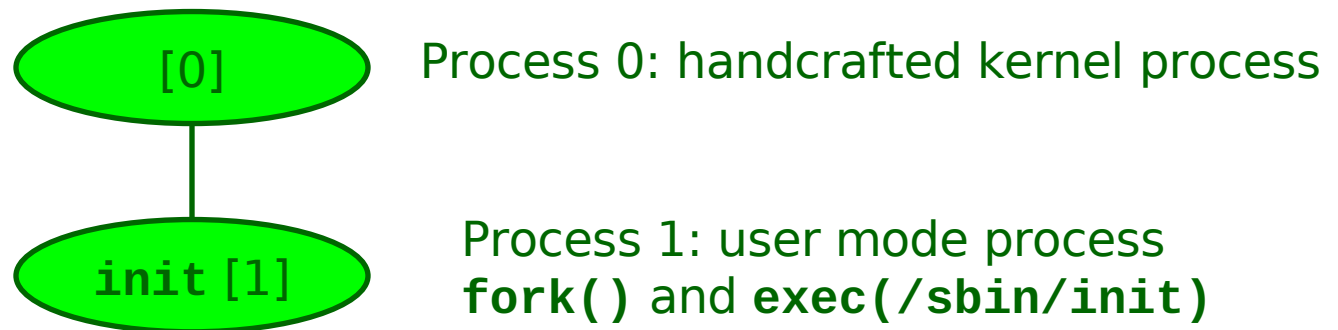 [0]
Process 0: handcrafted kernel process
init [1]
Process 1: user mode process
fork() and exec(/sbin/init)